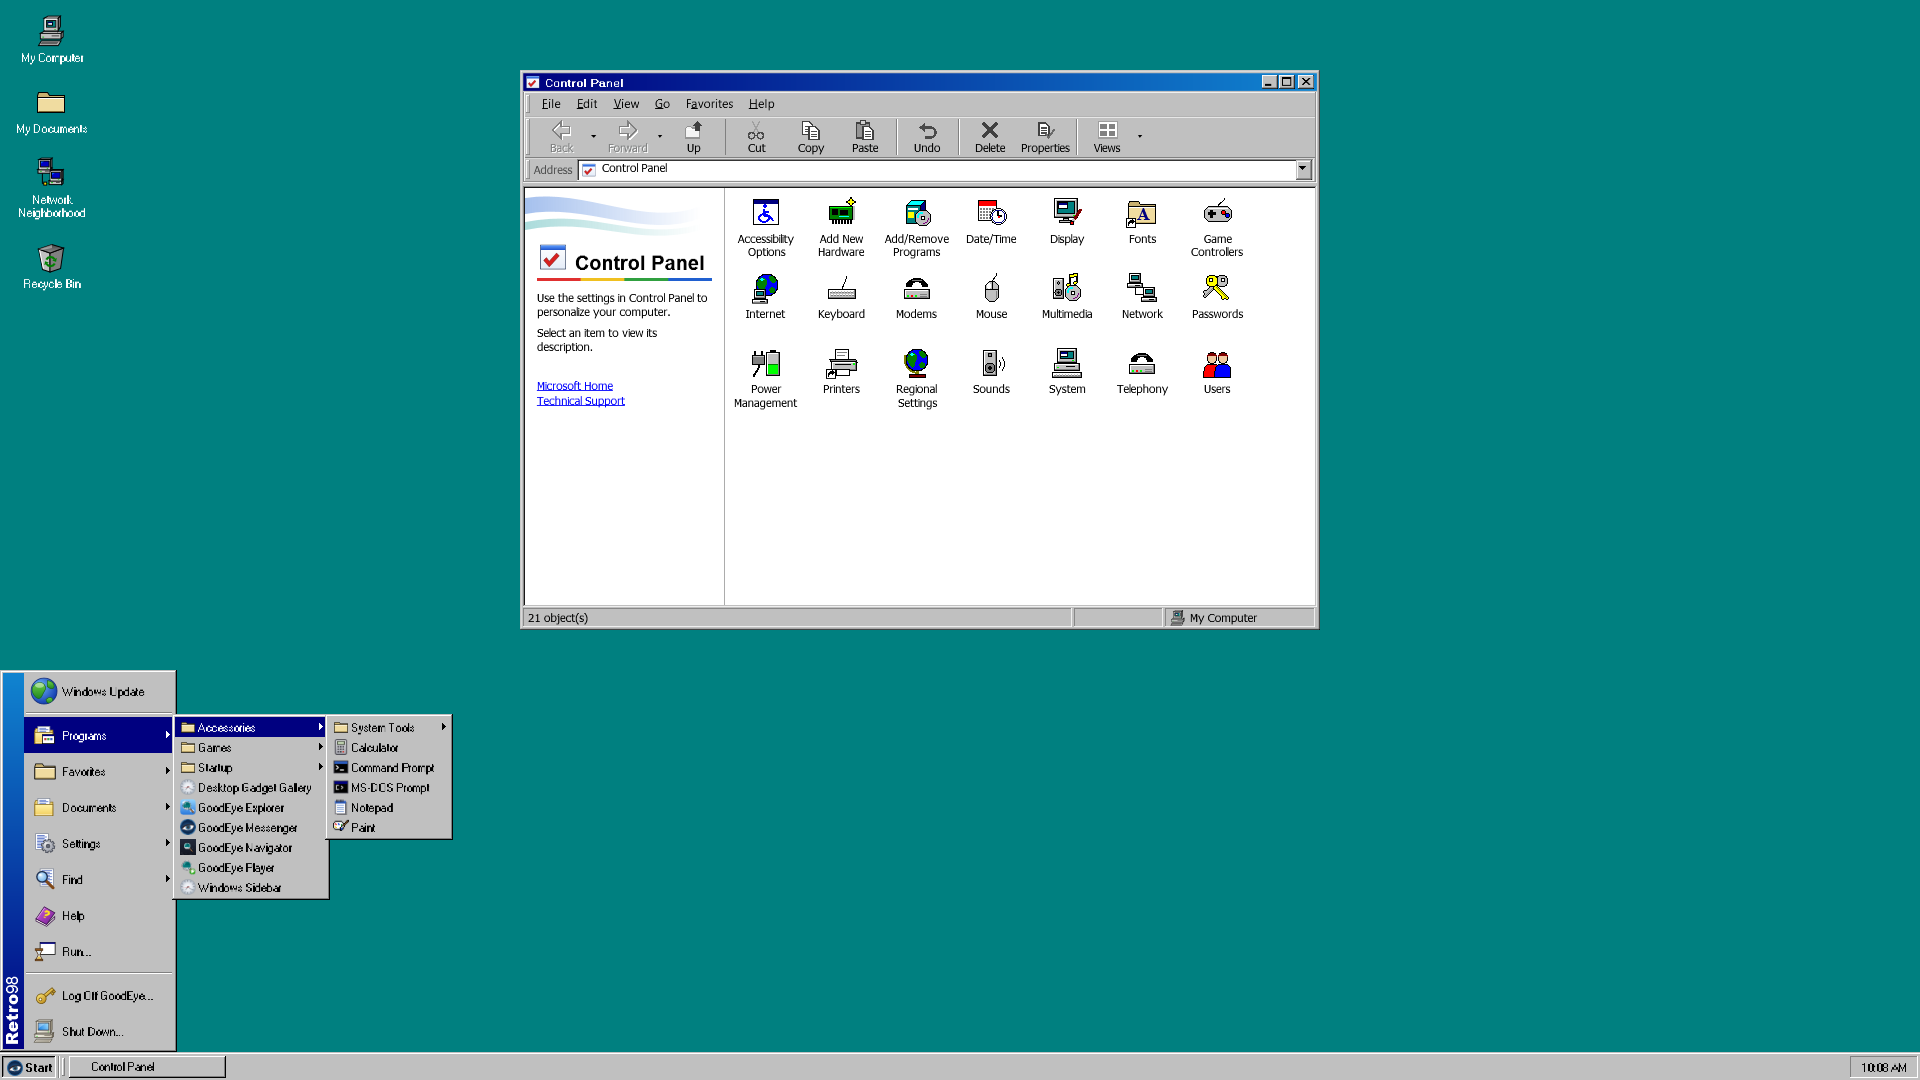 My Computer
My Documents
Network
Neighborhood
Recycle Bin
Control Panel
File Edit View Go Favorites Help
Back Forward Up Cut Copy Paste Undo Delete Properties Views
Address Control Panel
Control Panel
Use the settings in Control Panel to
personalize your computer.
Select an item to view its
description.
Microsoft Home
Technical Support
Accessibility
Options
Add New
Hardware
Add/Remove
Programs
Date/Time
Display
Fonts
Game
Controllers
Internet
Keyboard
Modems
Mouse
Multimedia
Network
Passwords
Power
Management
Printers
Regional
Settings
Sounds
System
Telephony
Users
21 object(s)
My Computer
Windows Update
Programs
Favorites
Documents
Settings
Find
Help
Run...
Log Off GoodEye...
Shut Down...
Retro98
Accessories
Games
Startup
Desktop Gadget Gallery
GoodEye Explorer
GoodEye Messenger
GoodEye Navigator
GoodEye Player
Windows Sidebar
System Tools
Calculator
Command Prompt
MS-DOS Prompt
Notepad
Paint
Start
Control Panel
10:08 AM